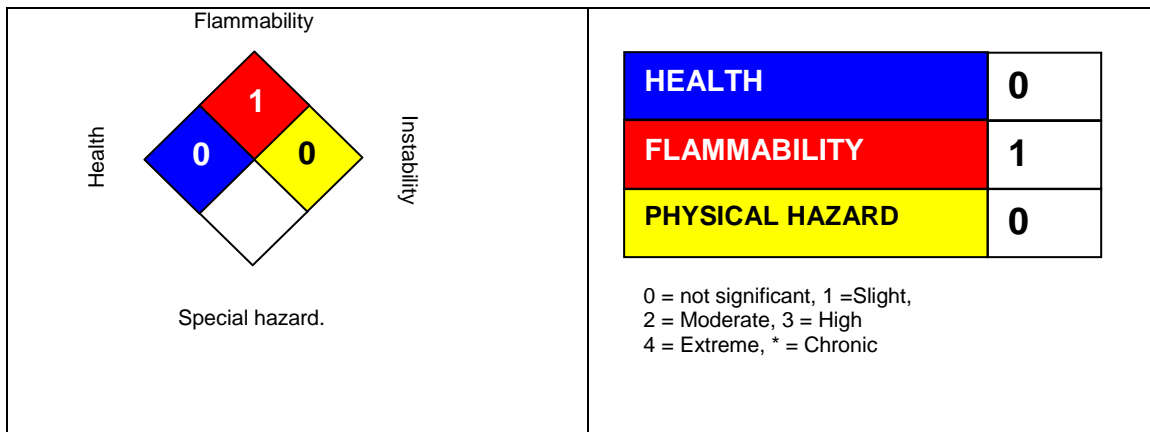 Flammability
1
Health
0
0
Instability
Special hazard.
HEALTH 0
FLAMMABILITY 1
PHYSICAL HAZARD 0
0 = not significant, 1 =Slight,
2 = Moderate, 3 = High
4 = Extreme, * = Chronic